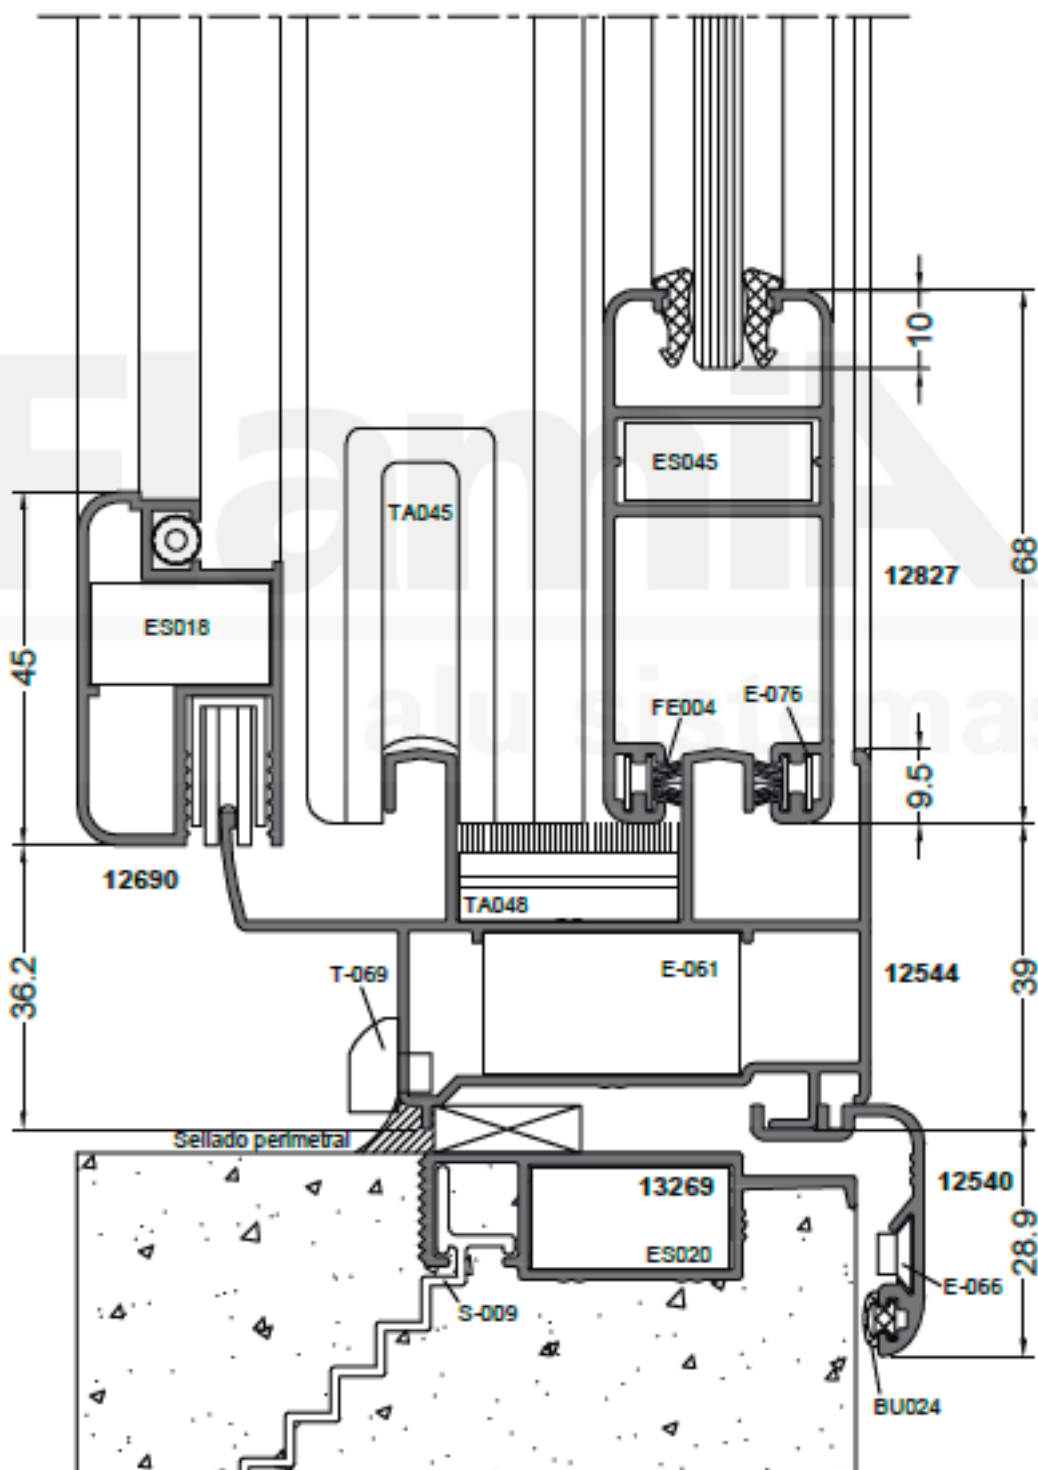 FlamiA
alu sistemas
10
ES045
TA045
12827
68
ES018
45
FE004
E-076
9.5
12690
TA048
36.2
T-069
E-061
12544
39
Sellado perimetral
13269
12540
ES020
28.9
E-066
S-009
BU024